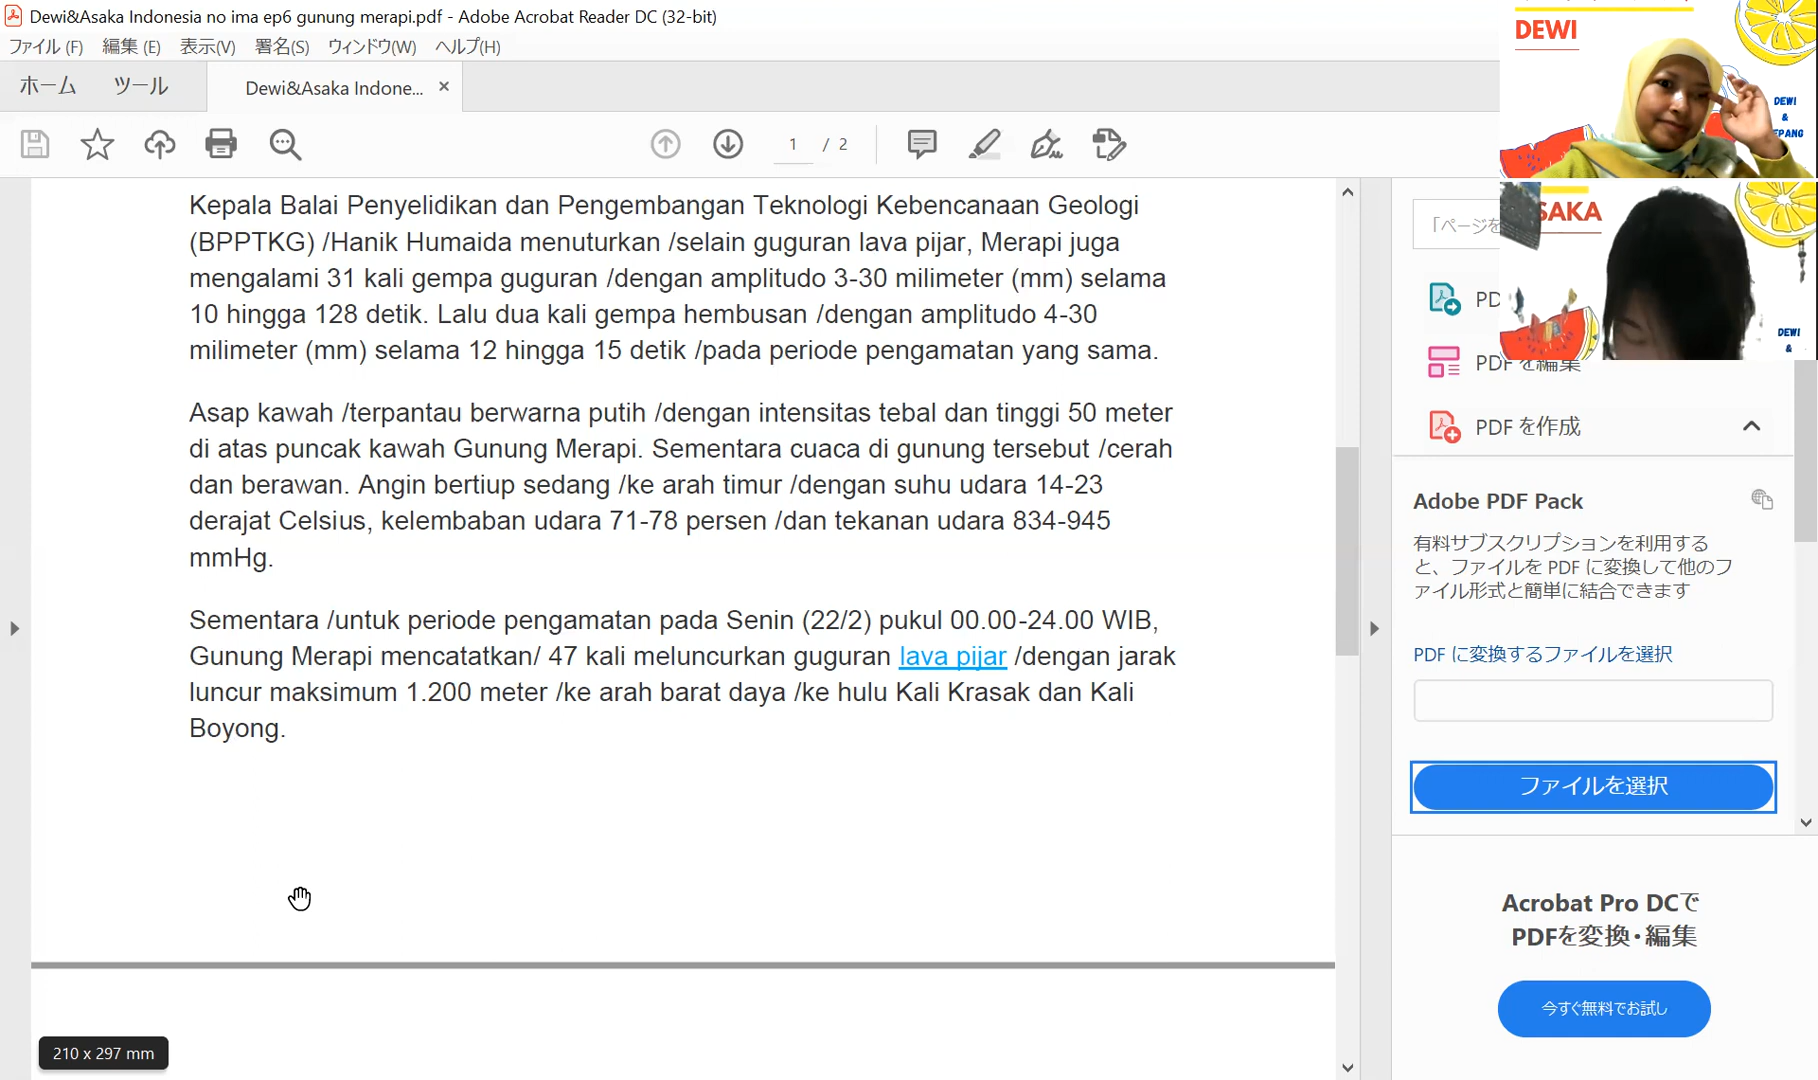 Dewi&Asaka Indonesia no ima ep6 gunung merapi.pdf - Adobe Acrobat Reader DC (32-bit)
ファイル (F) 編集 (E) 表示(V) 署名(S) ウィンドウ(W) ヘルプ(H)
ホーム ツール Dewi&Asaka Indone... ×
1 / 2
Kepala Balai Penyelidikan dan Pengembangan Teknologi Kebencanaan Geologi
(BPPTKG) /Hanik Humaida menuturkan /selain guguran lava pijar, Merapi juga
mengalami 31 kali gempa guguran /dengan amplitudo 3-30 milimeter (mm) selama
10 hingga 128 detik. Lalu dua kali gempa hembusan /dengan amplitudo 4-30
milimeter (mm) selama 12 hingga 15 detik /pada periode pengamatan yang sama.
Asap kawah /terpantau berwarna putih /dengan intensitas tebal dan tinggi 50 meter
di atas puncak kawah Gunung Merapi. Sementara cuaca di gunung tersebut /cerah
dan berawan. Angin bertiup sedang /ke arah timur /dengan suhu udara 14-23
derajat Celsius, kelembaban udara 71-78 persen /dan tekanan udara 834-945
mmHg.
Sementara /untuk periode pengamatan pada Senin (22/2) pukul 00.00-24.00 WIB,
Gunung Merapi mencatatkan/ 47 kali meluncurkan guguran lava pijar /dengan jarak
luncur maksimum 1.200 meter /ke arah barat daya /ke hulu Kali Krasak dan Kali
Boyong.
210 x 297 mm
DEWI
DEWI
&
EPANG
SAKA
DEWI
&
「ページを
PD
PDF を編集
PDF を作成
Adobe PDF Pack
有料サブスクリプションを利用する
と、ファイルを PDF に変換して他のフ
ァイル形式と簡単に結合できます
PDF に変換するファイルを選択
ファイルを選択
Acrobat Pro DCで
PDFを変換・編集
今すぐ無料でお試し